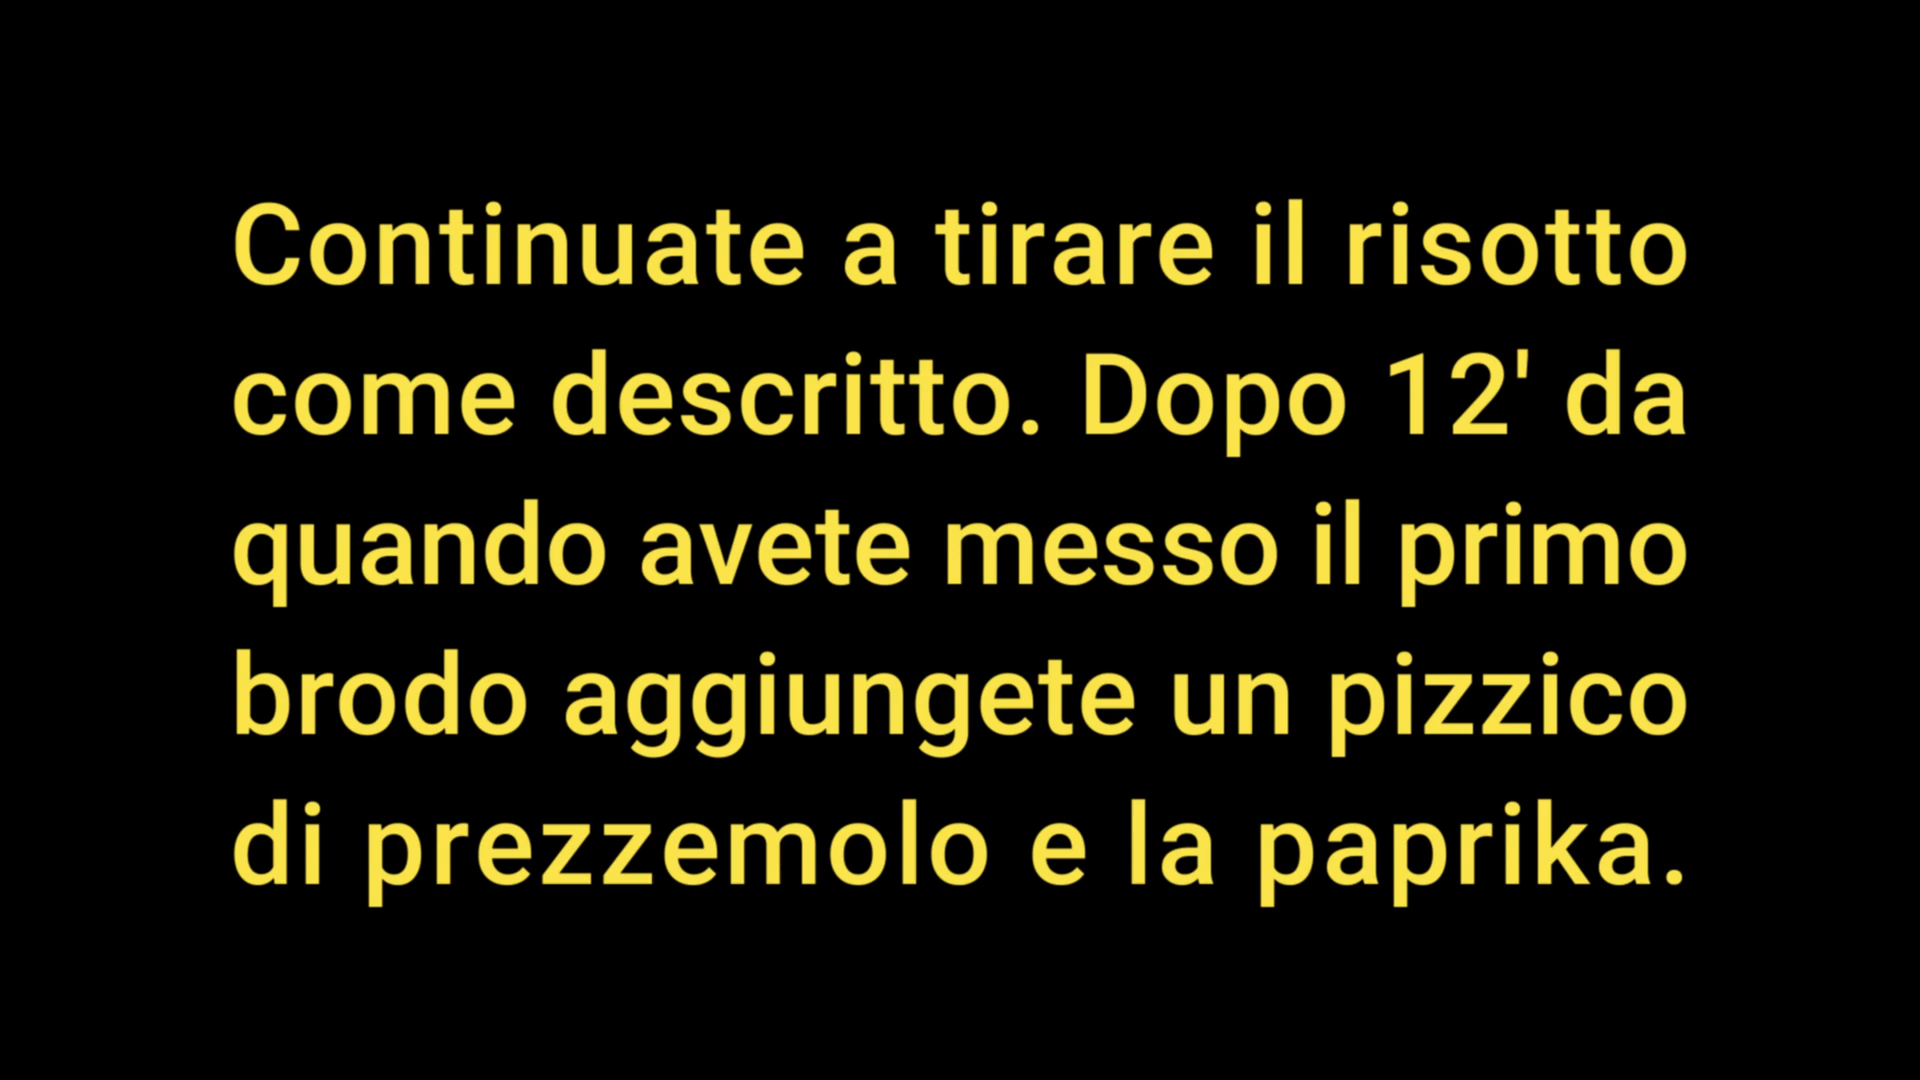 Continuate a tirare il risotto
come descritto. Dopo 12' da
quando avete messo il primo
brodo aggiungete un pizzico
di prezzemolo e la paprika.